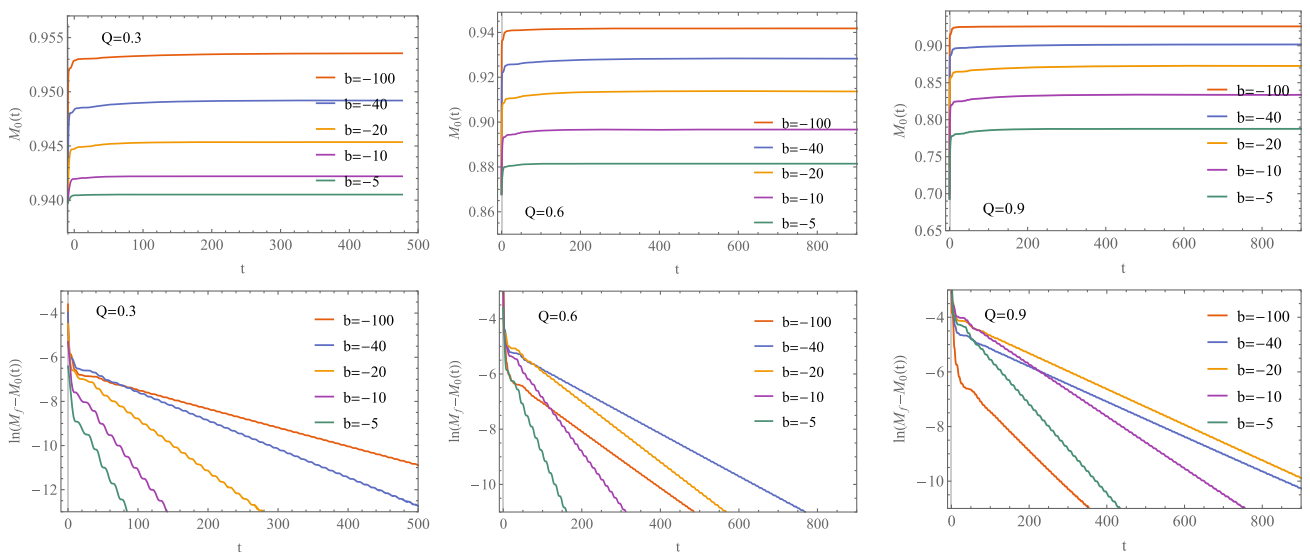 0.955
0.950
0.945
0.940
M₀(t)
Q=0.3
b=−100
b=−40
b=−20
b=−10
b=−5
0 100 200 300 400 500
t
0.94
0.92
0.90
0.88
0.86
M₀(t)
b=−100
b=−40
b=−20
b=−10
b=−5
Q=0.6
0 200 400 600 800
t
0.90
0.85
0.80
0.75
0.70
0.65
M₀(t)
b=−100
b=−40
b=−20
b=−10
b=−5
Q=0.9
0 200 400 600 800
t
−4
−6
−8
−10
−12
ln(M_f−M₀(t))
Q=0.3
b=−100
b=−40
b=−20
b=−10
b=−5
0 100 200 300 400 500
t
−4
−6
−8
−10
ln(M_f−M₀(t))
Q=0.6
b=−100
b=−40
b=−20
b=−10
b=−5
0 200 400 600 800
t
−4
−6
−8
−10
ln(M_f−M₀(t))
Q=0.9
b=−100
b=−40
b=−20
b=−10
b=−5
0 200 400 600 800
t